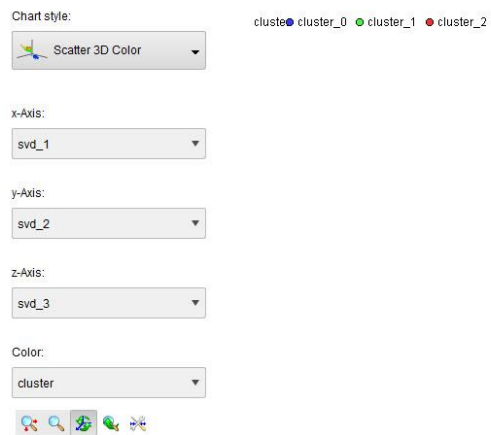 Chart style:
Scatter 3D Color
cluste cluster_0 cluster_1 cluster_2
x-Axis:
svd_1
y-Axis:
svd_2
z-Axis:
svd_3
Color:
cluster